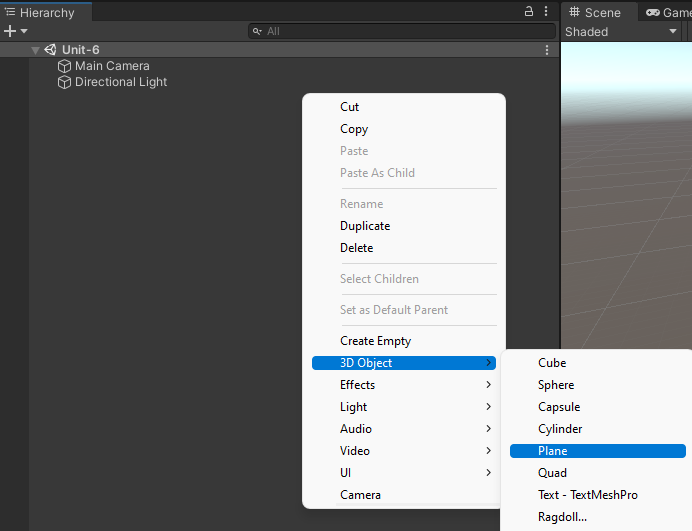 Hierarchy
All
Unit-6
Main Camera
Directional Light
Scene
Game
Shaded
Cut
Copy
Paste
Paste As Child
Rename
Duplicate
Delete
Select Children
Set as Default Parent
Create Empty
3D Object
Effects
Light
Audio
Video
UI
Camera
Cube
Sphere
Capsule
Cylinder
Plane
Quad
Text - TextMeshPro
Ragdoll...